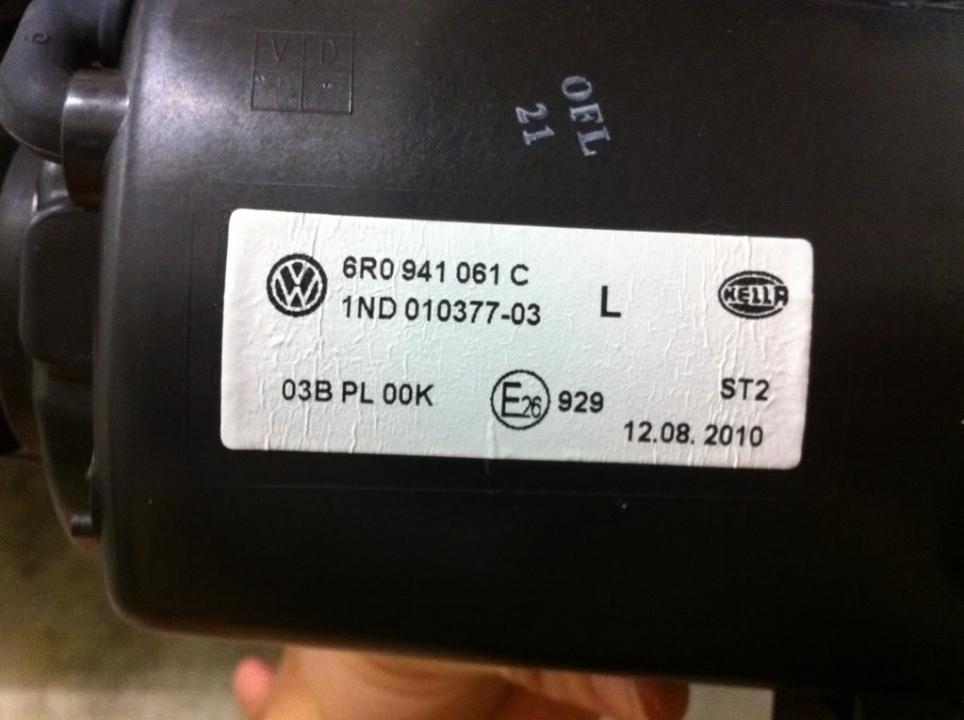 V D
OEL
21
6R0 941 061 C
1ND 010377-03
L
HELLA
03B PL 00K
E26 929
ST2
12.08. 2010